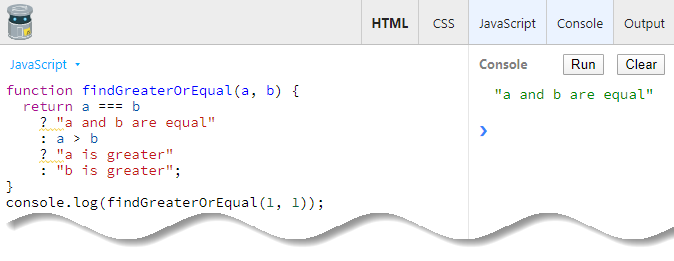 HTML CSS JavaScript Console Output
JavaScript
Console Run Clear
function findGreaterOrEqual(a, b) {
return a === b
? "a and b are equal"
: a > b
? "a is greater"
: "b is greater";
}
console.log(findGreaterOrEqual(1, 1));
"a and b are equal"
❯